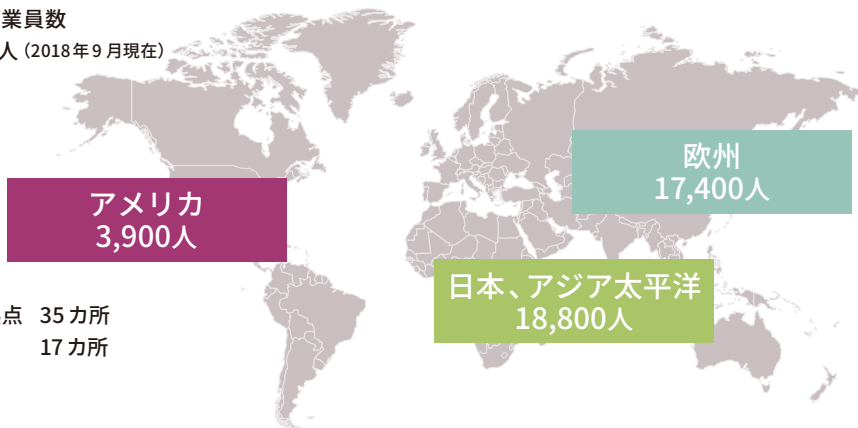 業員数
人（2018年9月現在）
欧州
17,400人
アメリカ
3,900人
日本、アジア太平洋
18,800人
点 35カ所
17カ所